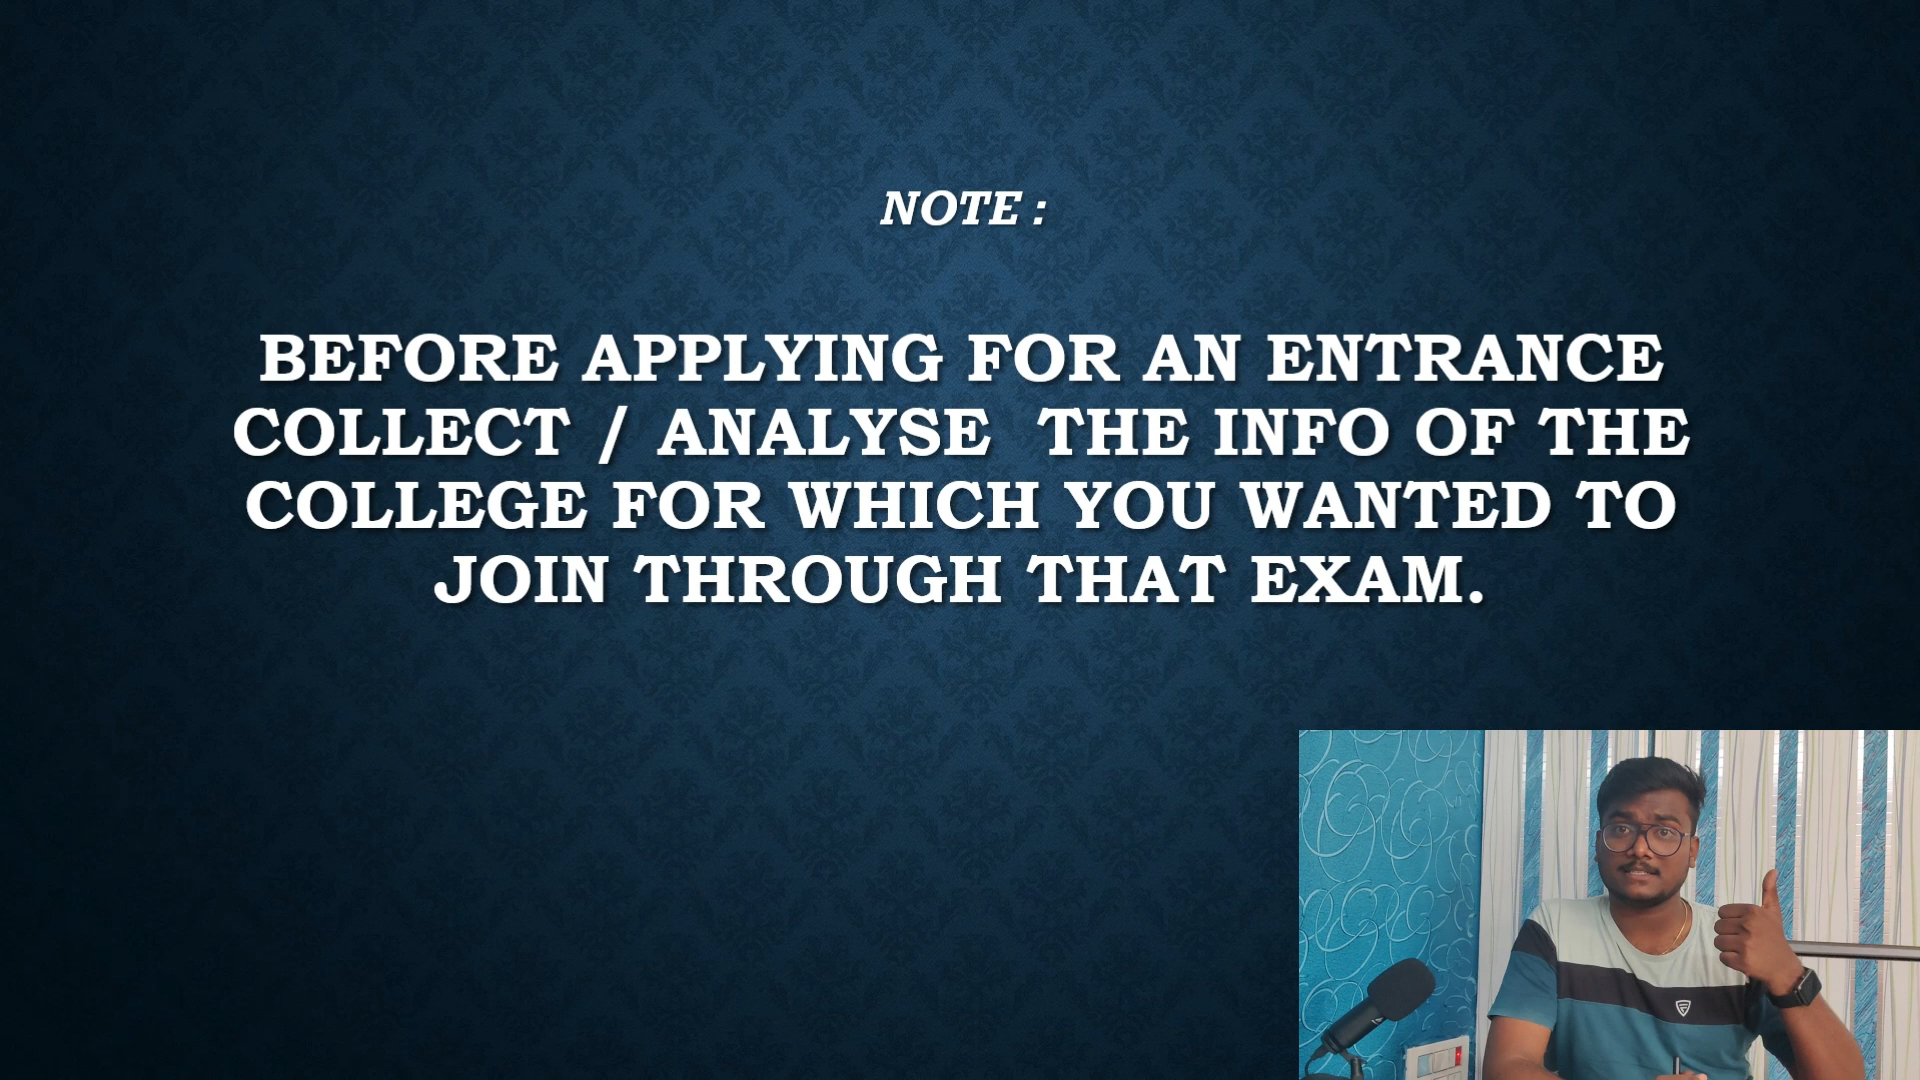 NOTE :
BEFORE APPLYING FOR AN ENTRANCE
COLLECT / ANALYSE THE INFO OF THE
COLLEGE FOR WHICH YOU WANTED TO
JOIN THROUGH THAT EXAM.